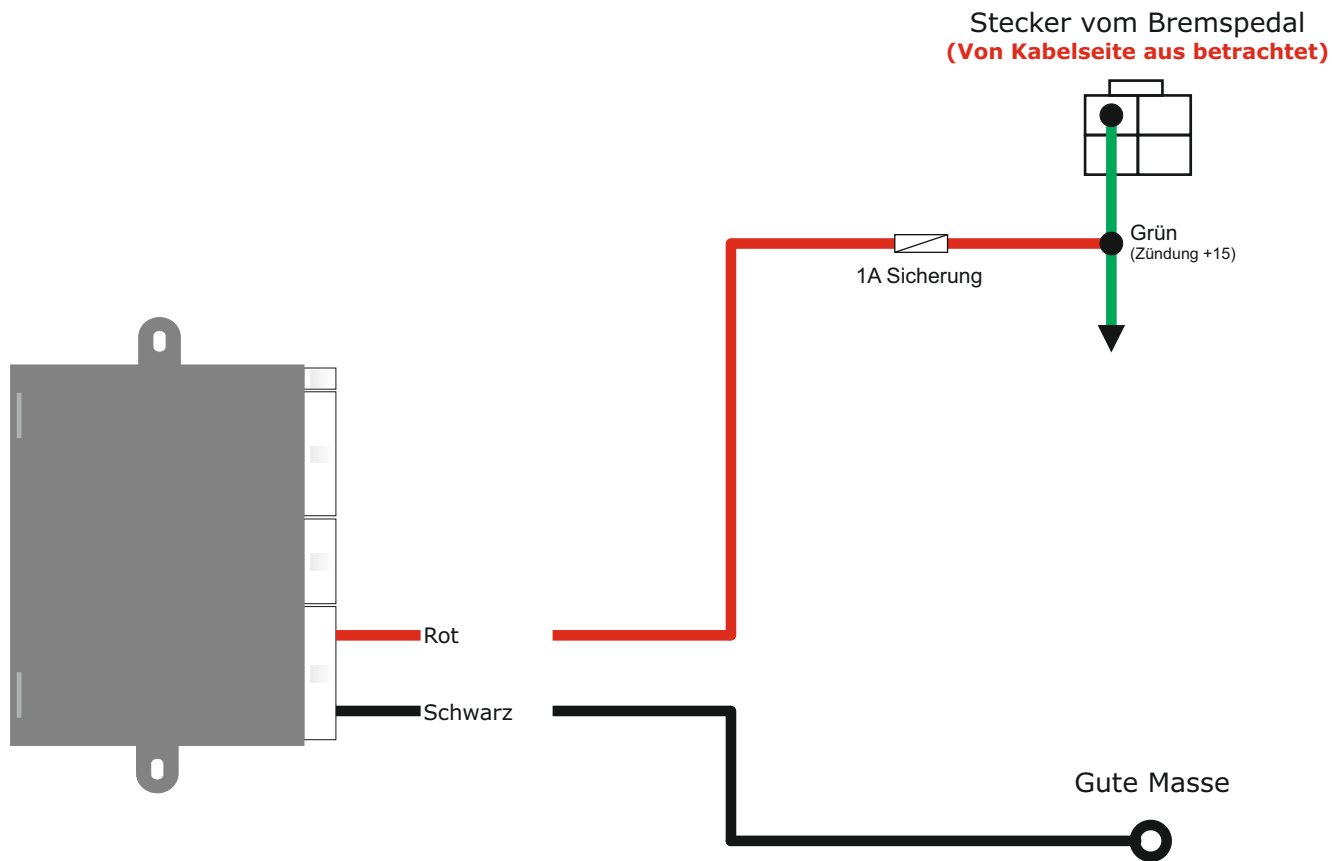 Stecker vom Bremspedal
(Von Kabelseite aus betrachtet)
Grün
(Zündung +15)
1A Sicherung
Rot
Schwarz
Gute Masse